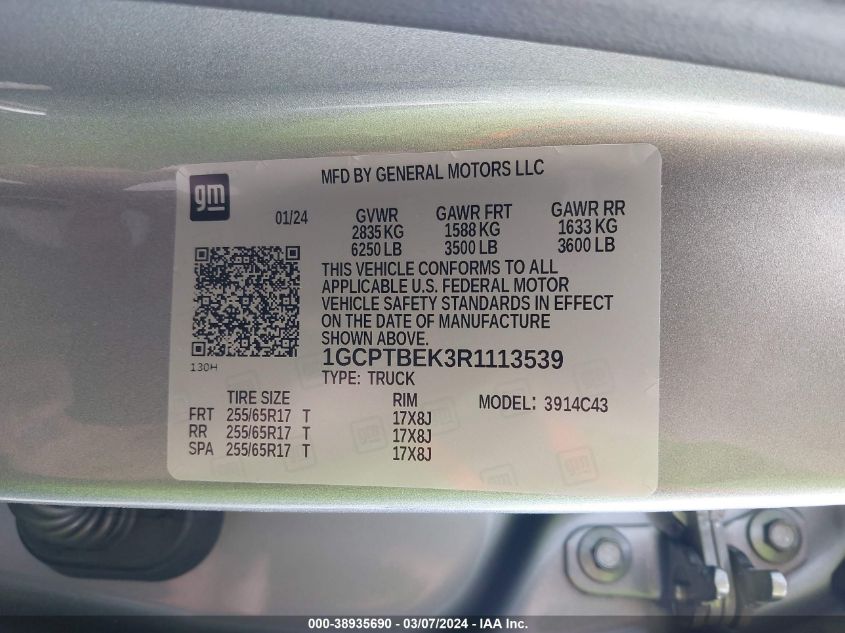 MFD BY GENERAL MOTORS LLC
gm
01/24 GVWR GAWR FRT GAWR RR
2835 KG 1588 KG 1633 KG
6250 LB 3500 LB 3600 LB
THIS VEHICLE CONFORMS TO ALL
APPLICABLE U.S. FEDERAL MOTOR
VEHICLE SAFETY STANDARDS IN EFFECT
ON THE DATE OF MANUFACTURE
SHOWN ABOVE.
1GCPTBEK3R1113539
130H
TYPE: TRUCK
TIRE SIZE RIM MODEL: 3914C43
FRT 255/65R17 T 17X8J
RR 255/65R17 T 17X8J
SPA 255/65R17 T 17X8J
gm
000-38935690 - 03/07/2024 - IAA Inc.